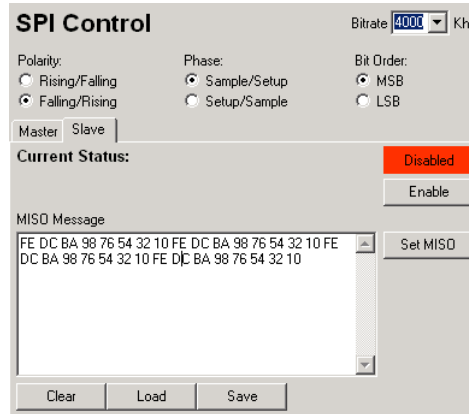 SPI Control
Bitrate 4000 Kh
Polarity: Phase: Bit Order:
Rising/Falling Sample/Setup MSB
Falling/Rising Setup/Sample LSB
Master Slave
Current Status: Disabled
Enable
MISO Message
FE DC BA 98 76 54 32 10 FE DC BA 98 76 54 32 10 FE Set MISO
DC BA 98 76 54 32 10 FE DC BA 98 76 54 32 10
Clear Load Save